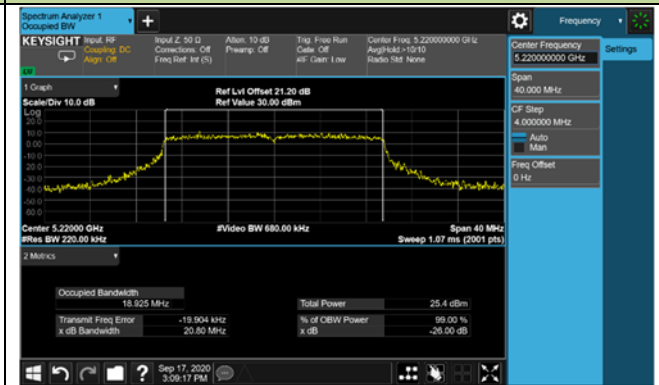 Spectrum Analyzer 1
Occupied BW
+
Frequency
KEYSIGHT Input: RF
Coupling: DC
Align: Off
Input Z: 50 Ω
Corrections: Off
Freq Ref: Int (S)
Atten: 10 dB
Preamp: Off
Trig: Free Run
Gate: Off
#IF Gain: Low
Center Freq: 5.220000000 GHz
Avg|Hold:>10/10
Radio Std: None
Center Frequency
5.220000000 GHz
Settings
Span
40.000 MHz
CF Step
4.000000 MHz
Auto
Man
Freq Offset
0 Hz
1 Graph
Scale/Div 10.0 dB
Ref Lvl Offset 21.20 dB
Ref Value 30.00 dBm
Log
20.0
10.0
0.00
-10.0
-20.0
-30.0
-40.0
-50.0
-60.0
Center 5.22000 GHz
#Video BW 680.00 kHz
Span 40 MHz
#Res BW 220.00 kHz
Sweep 1.07 ms (2001 pts)
2 Metrics
Occupied Bandwidth
18.925 MHz
Total Power 25.4 dBm
Transmit Freq Error -19.904 kHz
% of OBW Power 99.00 %
x dB Bandwidth 20.80 MHz
x dB -26.00 dB
? Sep 17, 2020
3:09:17 PM